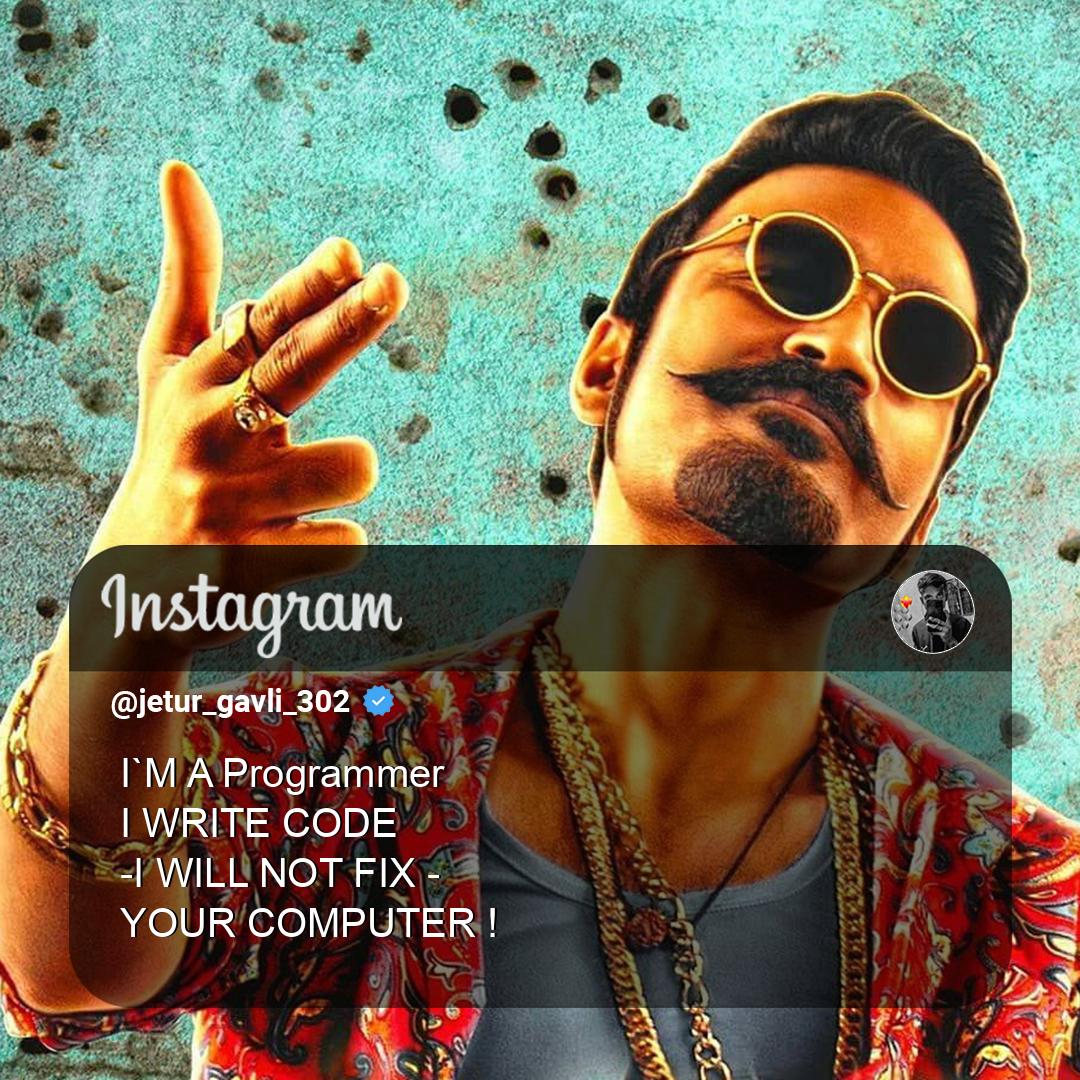 Instagram
@jetur_gavli_302
I`M A Programmer
I WRITE CODE
-I WILL NOT FIX -
YOUR COMPUTER !